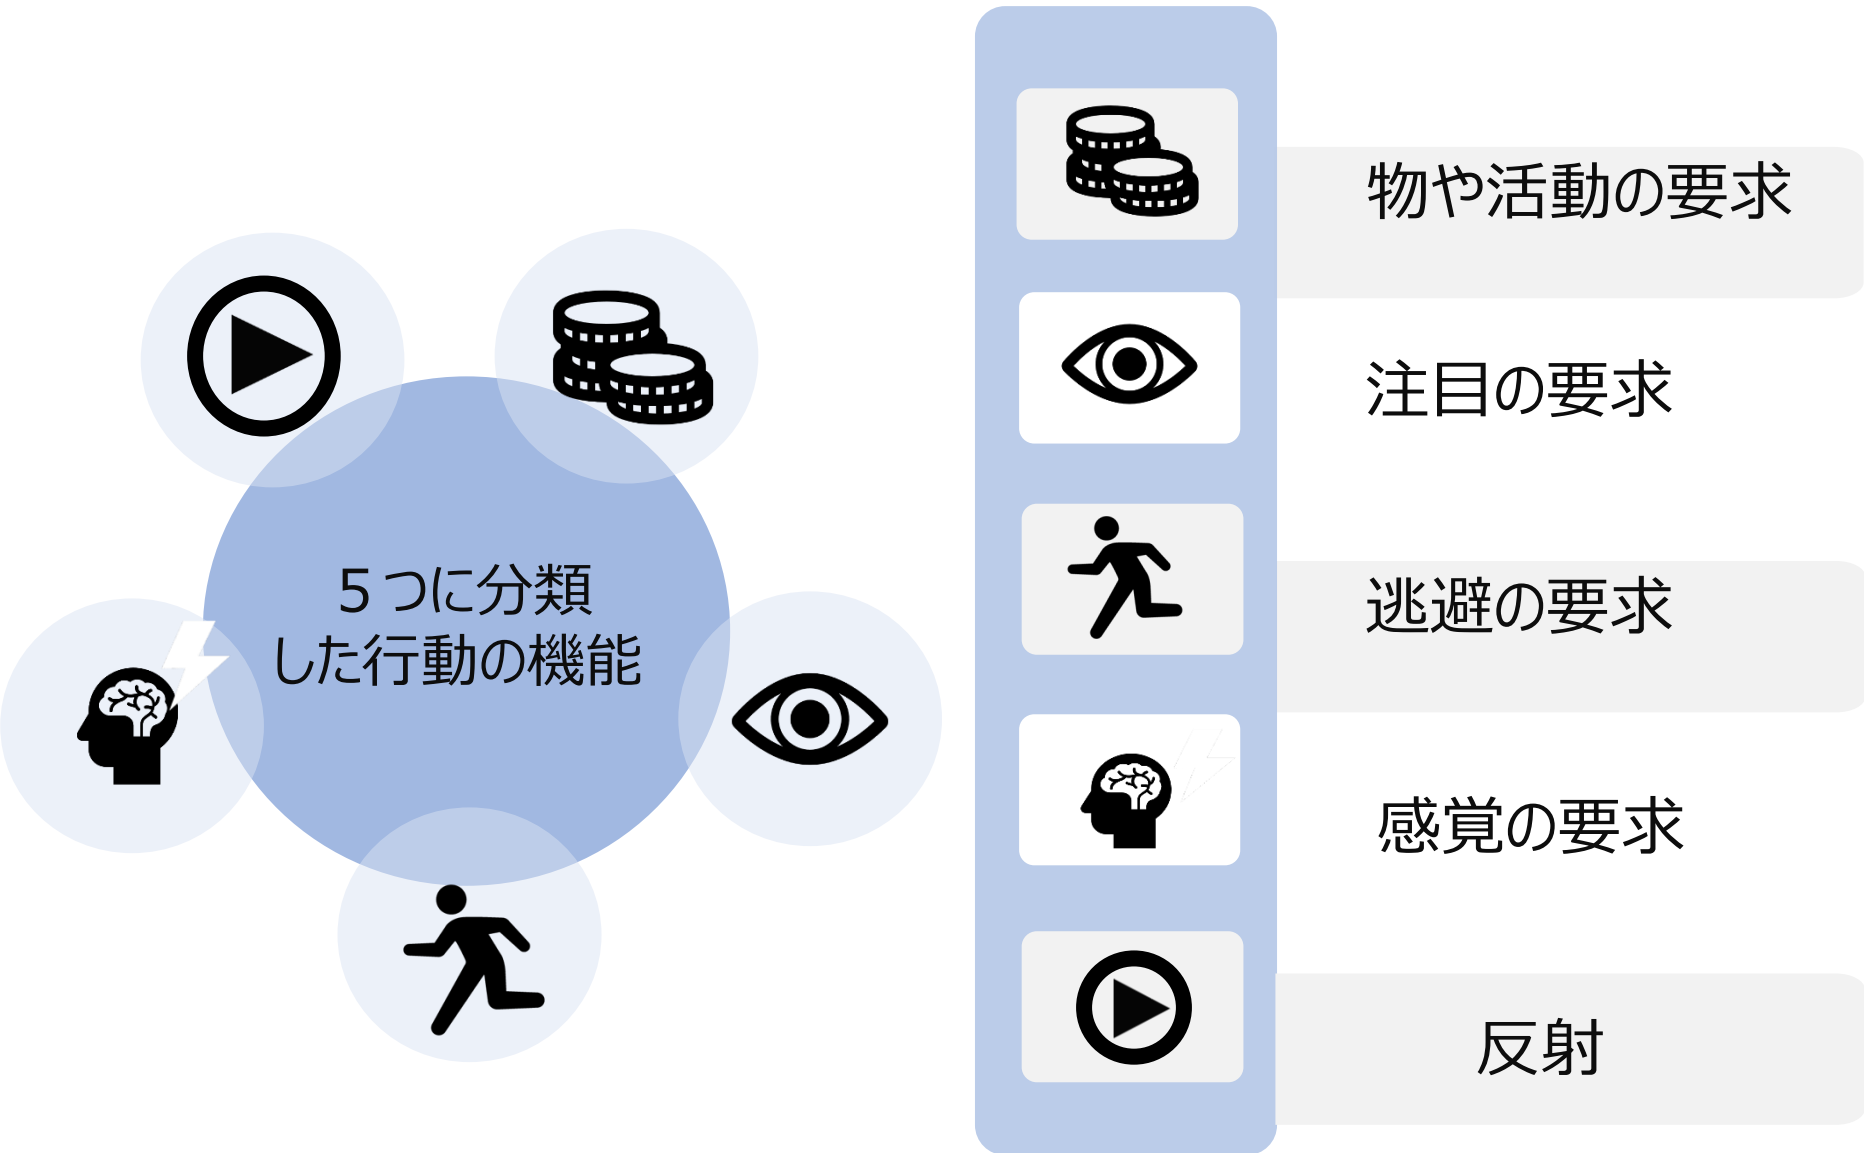 5つに分類
した行動の機能
物や活動の要求
注目の要求
逃避の要求
感覚の要求
反射